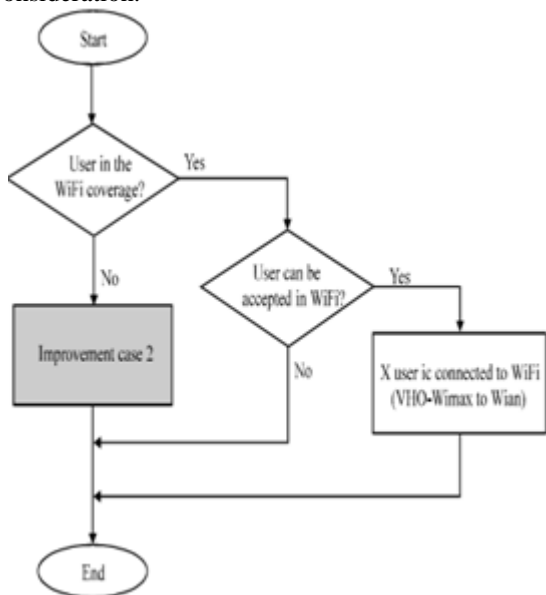 onsideration.
Start
User in the
WiFi coverage?
Yes
No
User can be
accepted in WiFi?
Yes
No
Improvement case 2
X user ic connected to WiFi
(VHO-Wimax to Wian)
End